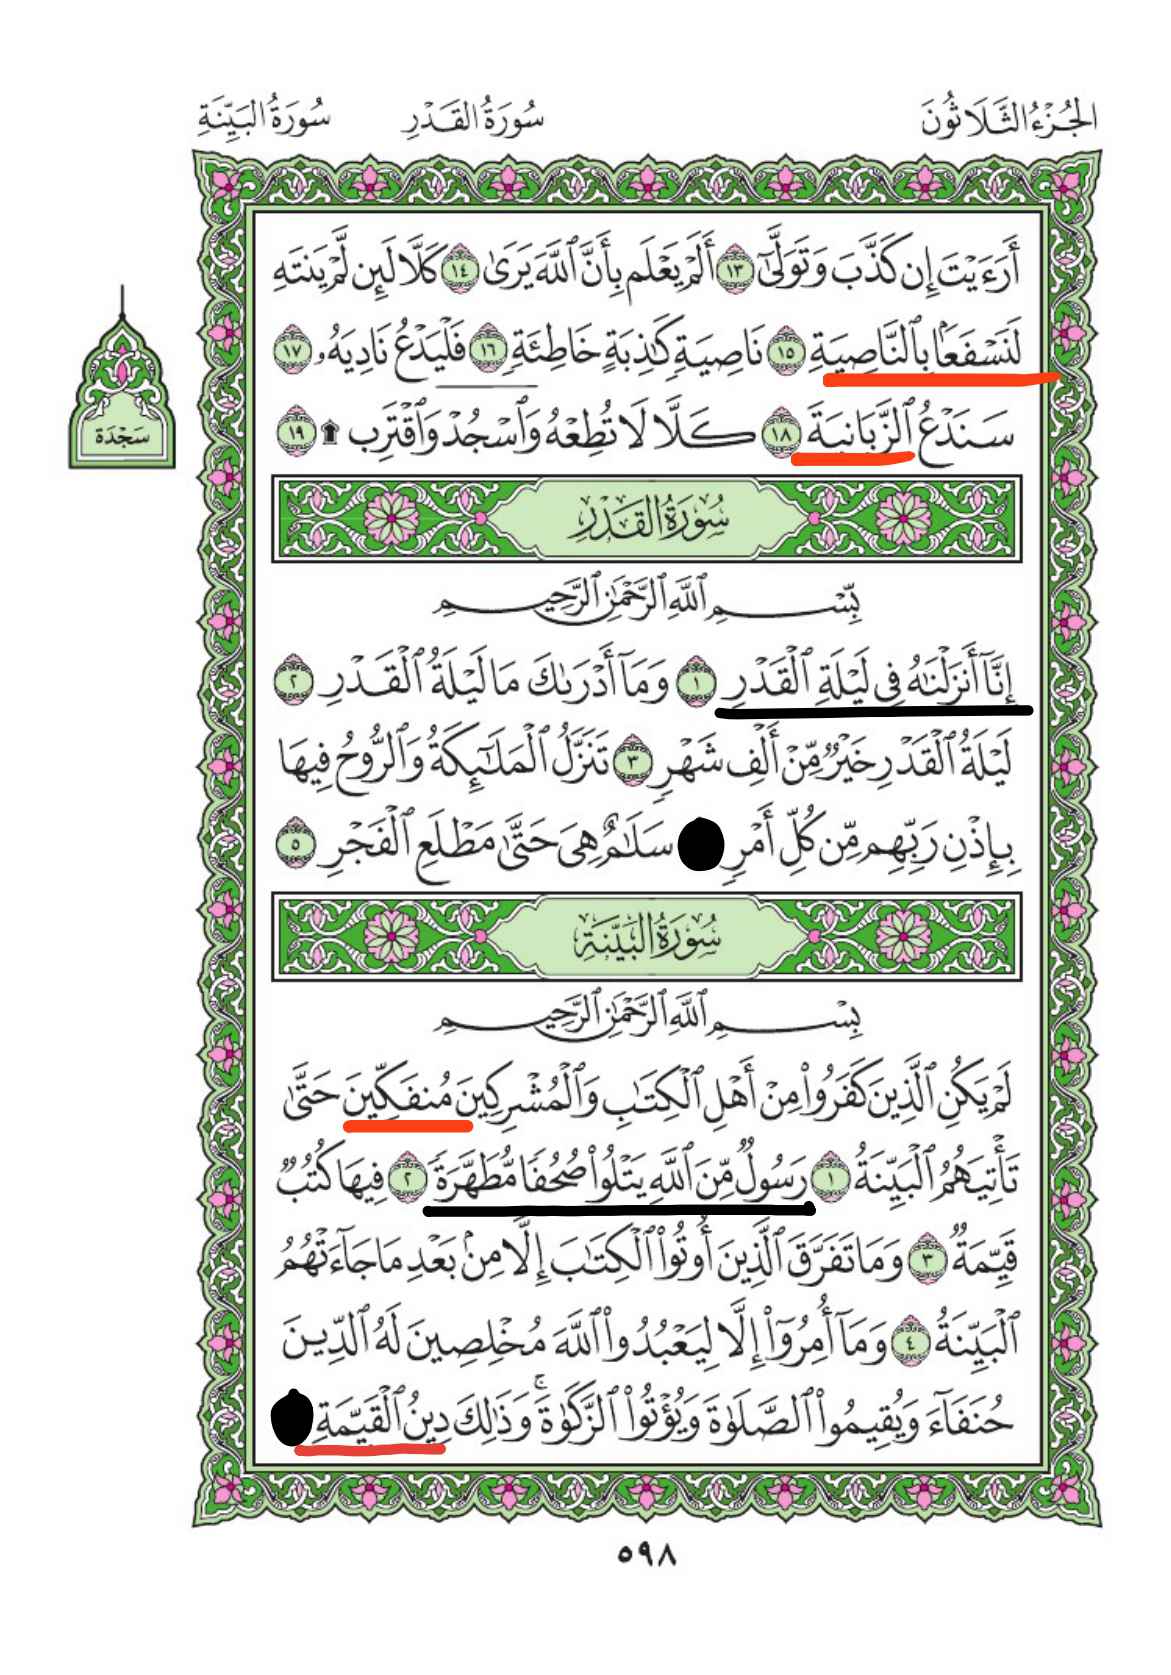 الجُزْءُ الثَّلَاثُونَ سُورَةُ القَدْرِ سُورَةُ البَيِّنَةِ
أَرَءَيْتَ إِن كَذَّبَ وَتَوَلَّىٰٓ ١٣ أَلَمْ يَعْلَم بِأَنَّ ٱللَّهَ يَرَىٰ ١٤ كَلَّا لَئِن لَّمْ يَنتَهِ
لَنَسْفَعًۢا بِٱلنَّاصِيَةِ ١٥ نَاصِيَةٍ كَٰذِبَةٍ خَاطِئَةٍ ١٦ فَلْيَدْعُ نَادِيَهُۥ ١٧
سَنَدْعُ ٱلزَّبَانِيَةَ ١٨ كَلَّا لَا تُطِعْهُ وَٱسْجُدْ وَٱقْتَرِب ۩ ١٩
سَجْدَة
سُورَةُ القَدْرِ
بِّسْمِ ٱللَّهِ ٱلرَّحْمَٰنِ ٱلرَّحِيمِ
إِنَّآ أَنزَلْنَٰهُ فِى لَيْلَةِ ٱلْقَدْرِ ١ وَمَآ أَدْرَىٰكَ مَا لَيْلَةُ ٱلْقَدْرِ ٢
لَيْلَةُ ٱلْقَدْرِ خَيْرٌ مِّنْ أَلْفِ شَهْرٍ ٣ تَنَزَّلُ ٱلْمَلَٰٓئِكَةُ وَٱلرُّوحُ فِيهَا
بِإِذْنِ رَبِّهِم مِّن كُلِّ أَمْرٍ سَلَٰمٌ هِىَ حَتَّىٰ مَطْلَعِ ٱلْفَجْرِ ٥
سُورَةُ البَيِّنَةِ
بِسْمِ ٱللَّهِ ٱلرَّحْمَٰنِ ٱلرَّحِيمِ
لَمْ يَكُنِ ٱلَّذِينَ كَفَرُوا۟ مِنْ أَهْلِ ٱلْكِتَٰبِ وَٱلْمُشْرِكِينَ مُنفَكِّينَ حَتَّىٰ
تَأْتِيَهُمُ ٱلْبَيِّنَةُ ١ رَسُولٌ مِّنَ ٱللَّهِ يَتْلُوا۟ صُحُفًا مُّطَهَّرَةً ٢ فِيهَا كُتُبٌ
قَيِّمَةٌ ٣ وَمَا تَفَرَّقَ ٱلَّذِينَ أُوتُوا۟ ٱلْكِتَٰبَ إِلَّا مِنۢ بَعْدِ مَا جَآءَتْهُمُ
ٱلْبَيِّنَةُ ٤ وَمَآ أُمِرُوٓا۟ إِلَّا لِيَعْبُدُوا۟ ٱللَّهَ مُخْلِصِينَ لَهُ ٱلدِّينَ
حُنَفَآءَ وَيُقِيمُوا۟ ٱلصَّلَوٰةَ وَيُؤْتُوا۟ ٱلزَّكَوٰةَ ۚ وَذَٰلِكَ دِينُ ٱلْقَيِّمَةِ
٥٩٨